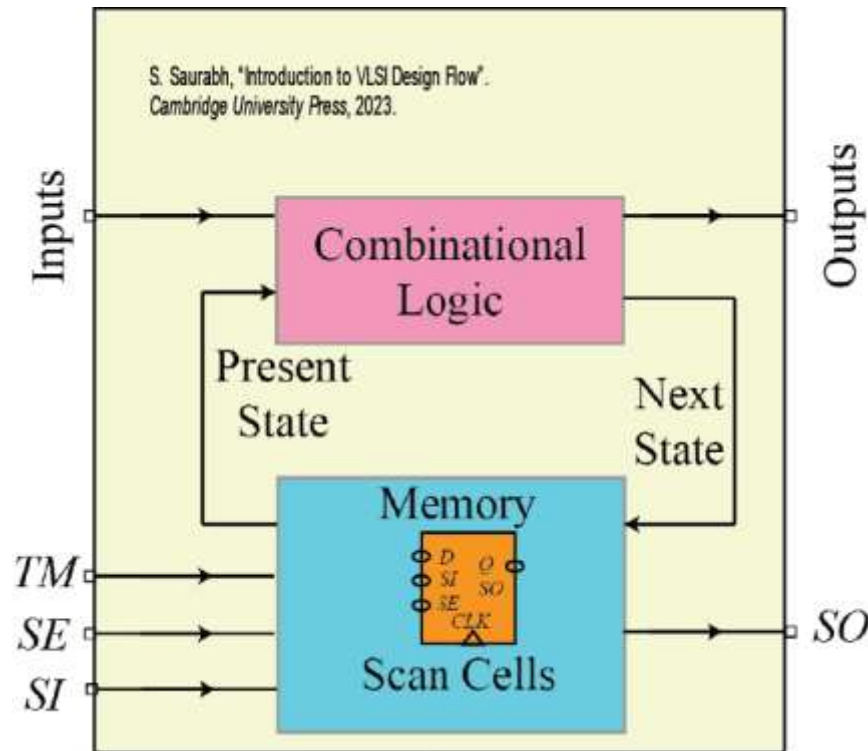 S. Saurabh, "Introduction to VLSI Design Flow".
Cambridge University Press, 2023.
Inputs
Outputs
Combinational
Logic
Present
State
Next
State
Memory
D
Q
SI
SO
SE
CLK
Scan Cells
TM
SE
SI
SO